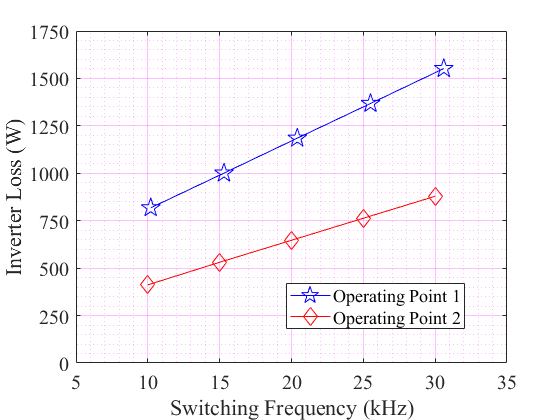 1750
1500
1250
1000
750
500
250
0
Inverter Loss (W)
Operating Point 1
Operating Point 2
5 10 15 20 25 30 35
Switching Frequency (kHz)